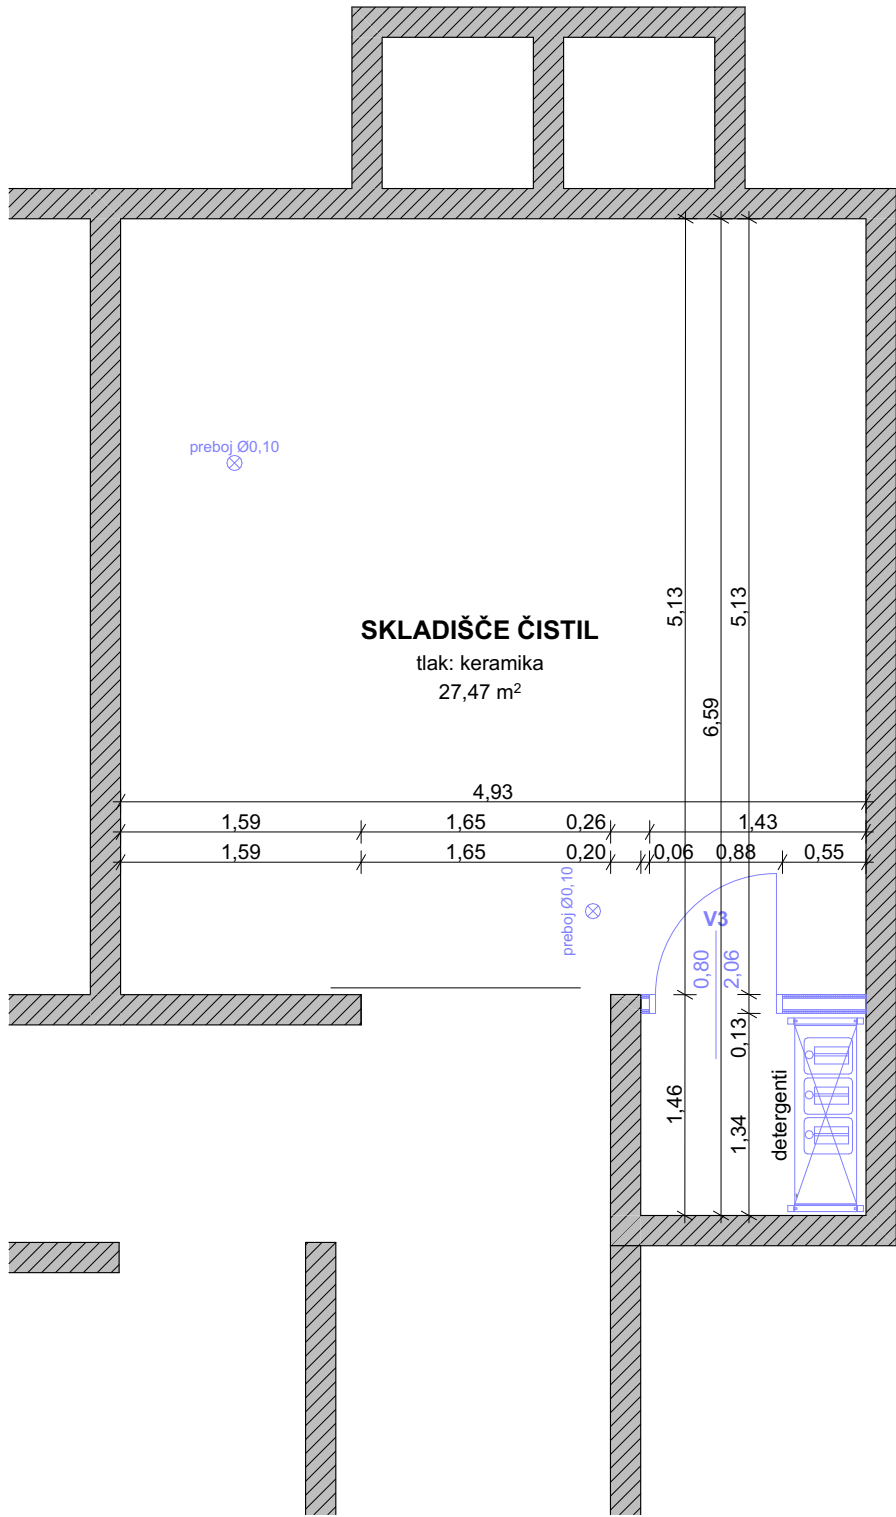 preboj Ø0,10
5,13
5,13
SKLADIŠČE ČISTIL
tlak: keramika
27,47 m²
6,59
4,93
1,59 1,65 0,26 1,43
1,59 1,65 0,20 0,06 0,88 0,55
preboj Ø0,10
V3
0,80
2,06
0,13
1,46
1,34
detergenti